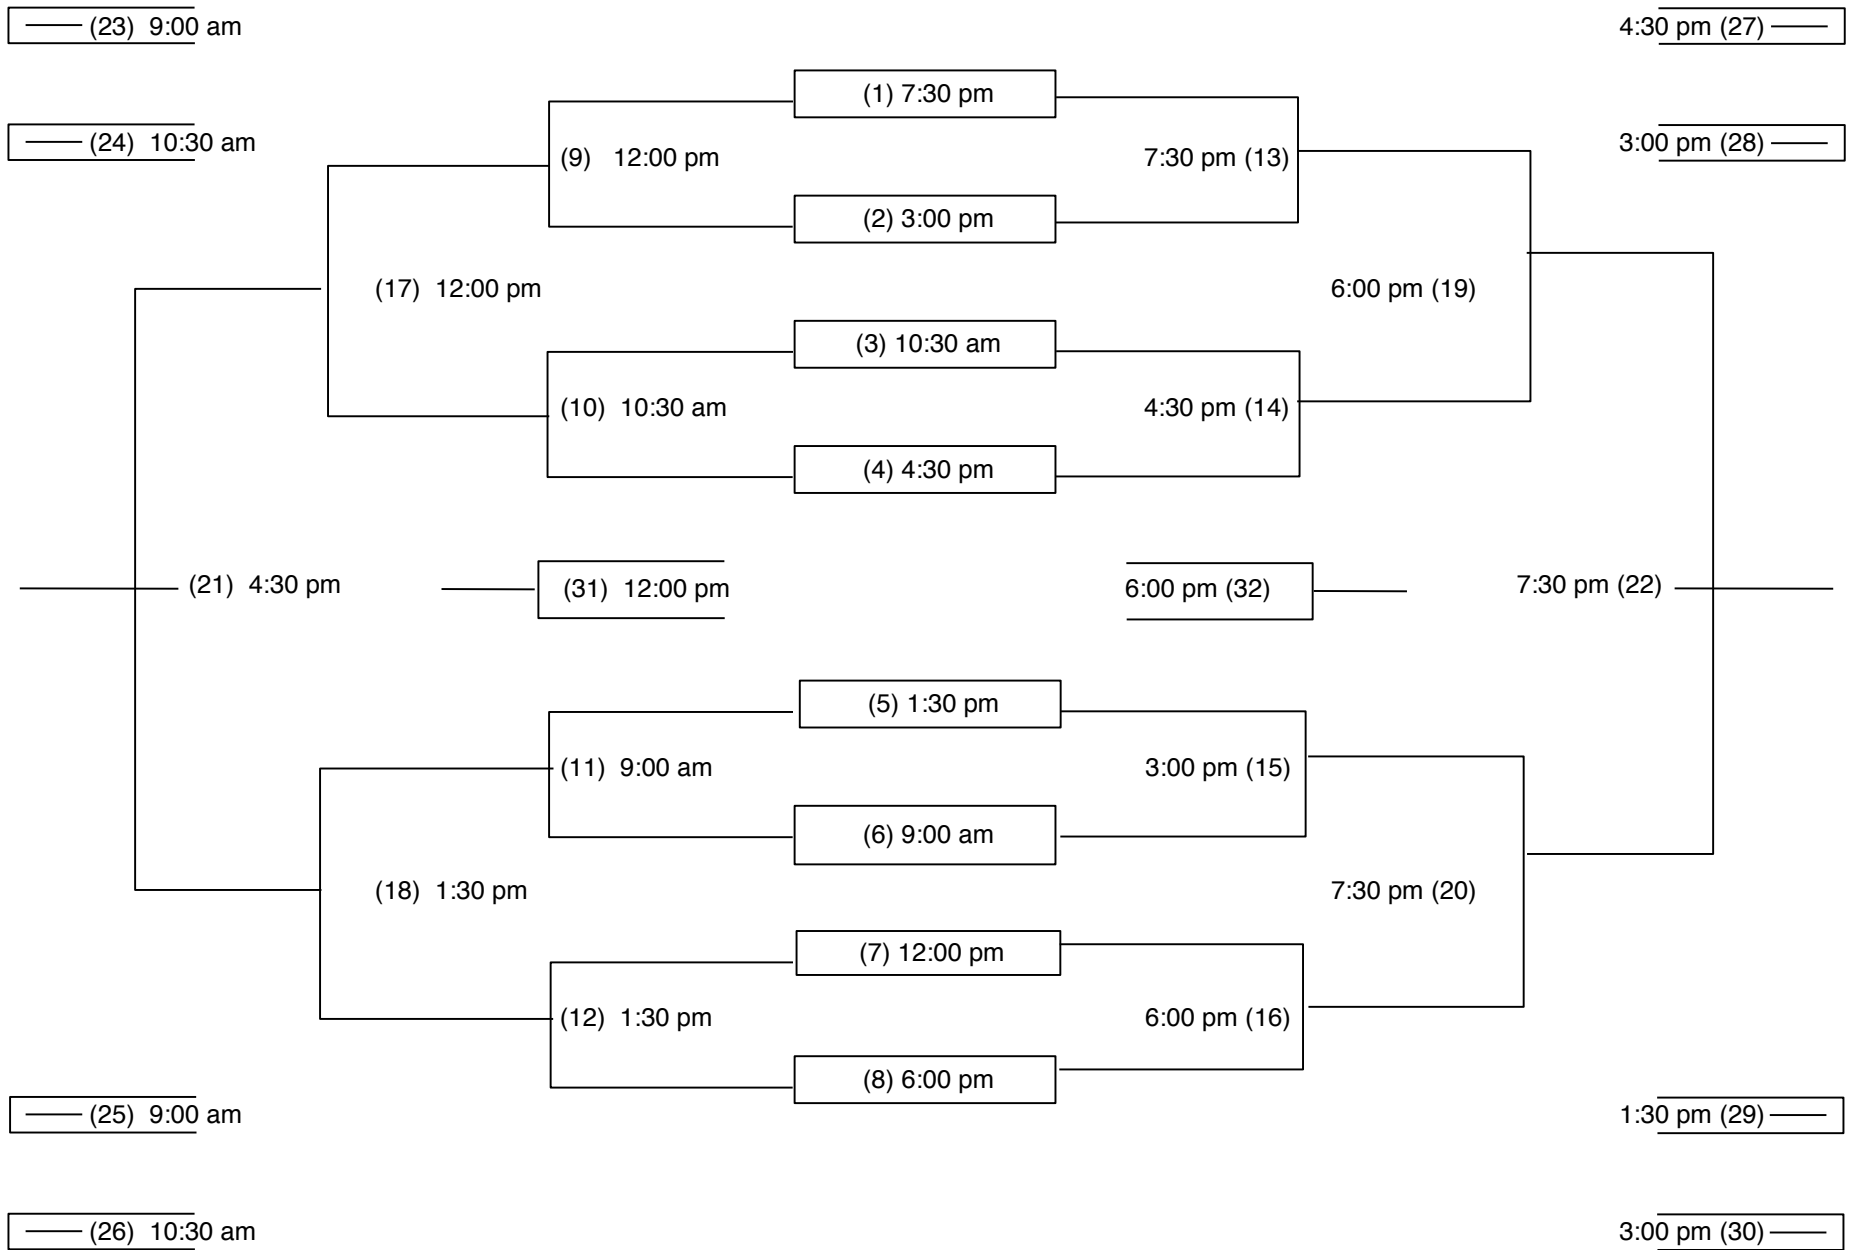 (23) 9:00 am
4:30 pm (27)
(1) 7:30 pm
(24) 10:30 am
3:00 pm (28)
(9) 12:00 pm
7:30 pm (13)
(2) 3:00 pm
(17) 12:00 pm
6:00 pm (19)
(3) 10:30 am
(10) 10:30 am
4:30 pm (14)
(4) 4:30 pm
(21) 4:30 pm
(31) 12:00 pm
6:00 pm (32)
7:30 pm (22)
(5) 1:30 pm
(11) 9:00 am
3:00 pm (15)
(6) 9:00 am
(18) 1:30 pm
7:30 pm (20)
(7) 12:00 pm
(12) 1:30 pm
6:00 pm (16)
(8) 6:00 pm
(25) 9:00 am
1:30 pm (29)
(26) 10:30 am
3:00 pm (30)